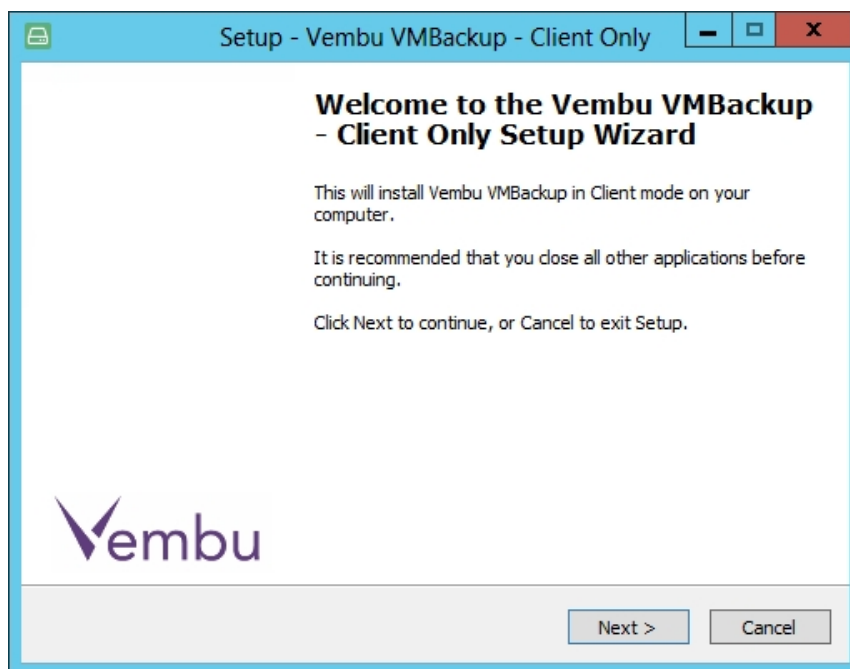 Setup - Vembu VMBackup - Client Only
Welcome to the Vembu VMBackup
- Client Only Setup Wizard
This will install Vembu VMBackup in Client mode on your
computer.
It is recommended that you close all other applications before
continuing.
Click Next to continue, or Cancel to exit Setup.
Vembu
Next >
Cancel